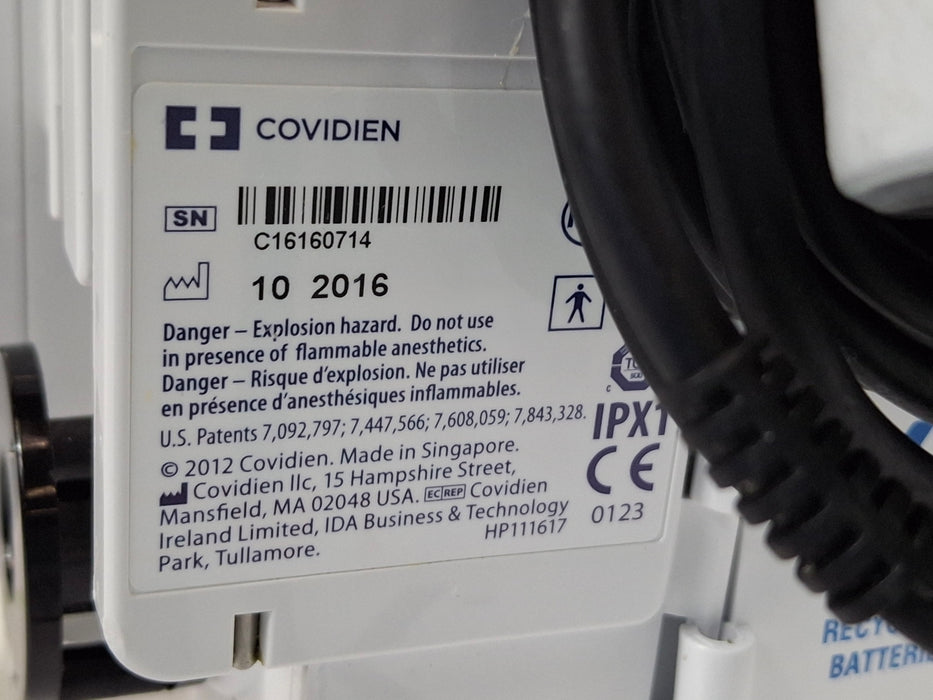 COVIDIEN
SN
C16160714
10 2016
Danger – Explosion hazard. Do not use
in presence of flammable anesthetics.
Danger – Risque d'explosion. Ne pas utiliser
en présence d'anesthésiques inflammables.
U.S. Patents 7,092,797; 7,447,566; 7,608,059; 7,843,328.
© 2012 Covidien. Made in Singapore.
Covidien llc, 15 Hampshire Street,
Mansfield, MA 02048 USA. EC REP Covidien
Ireland Limited, IDA Business & Technology
Park, Tullamore.
HP111617
IPX1
CE
0123